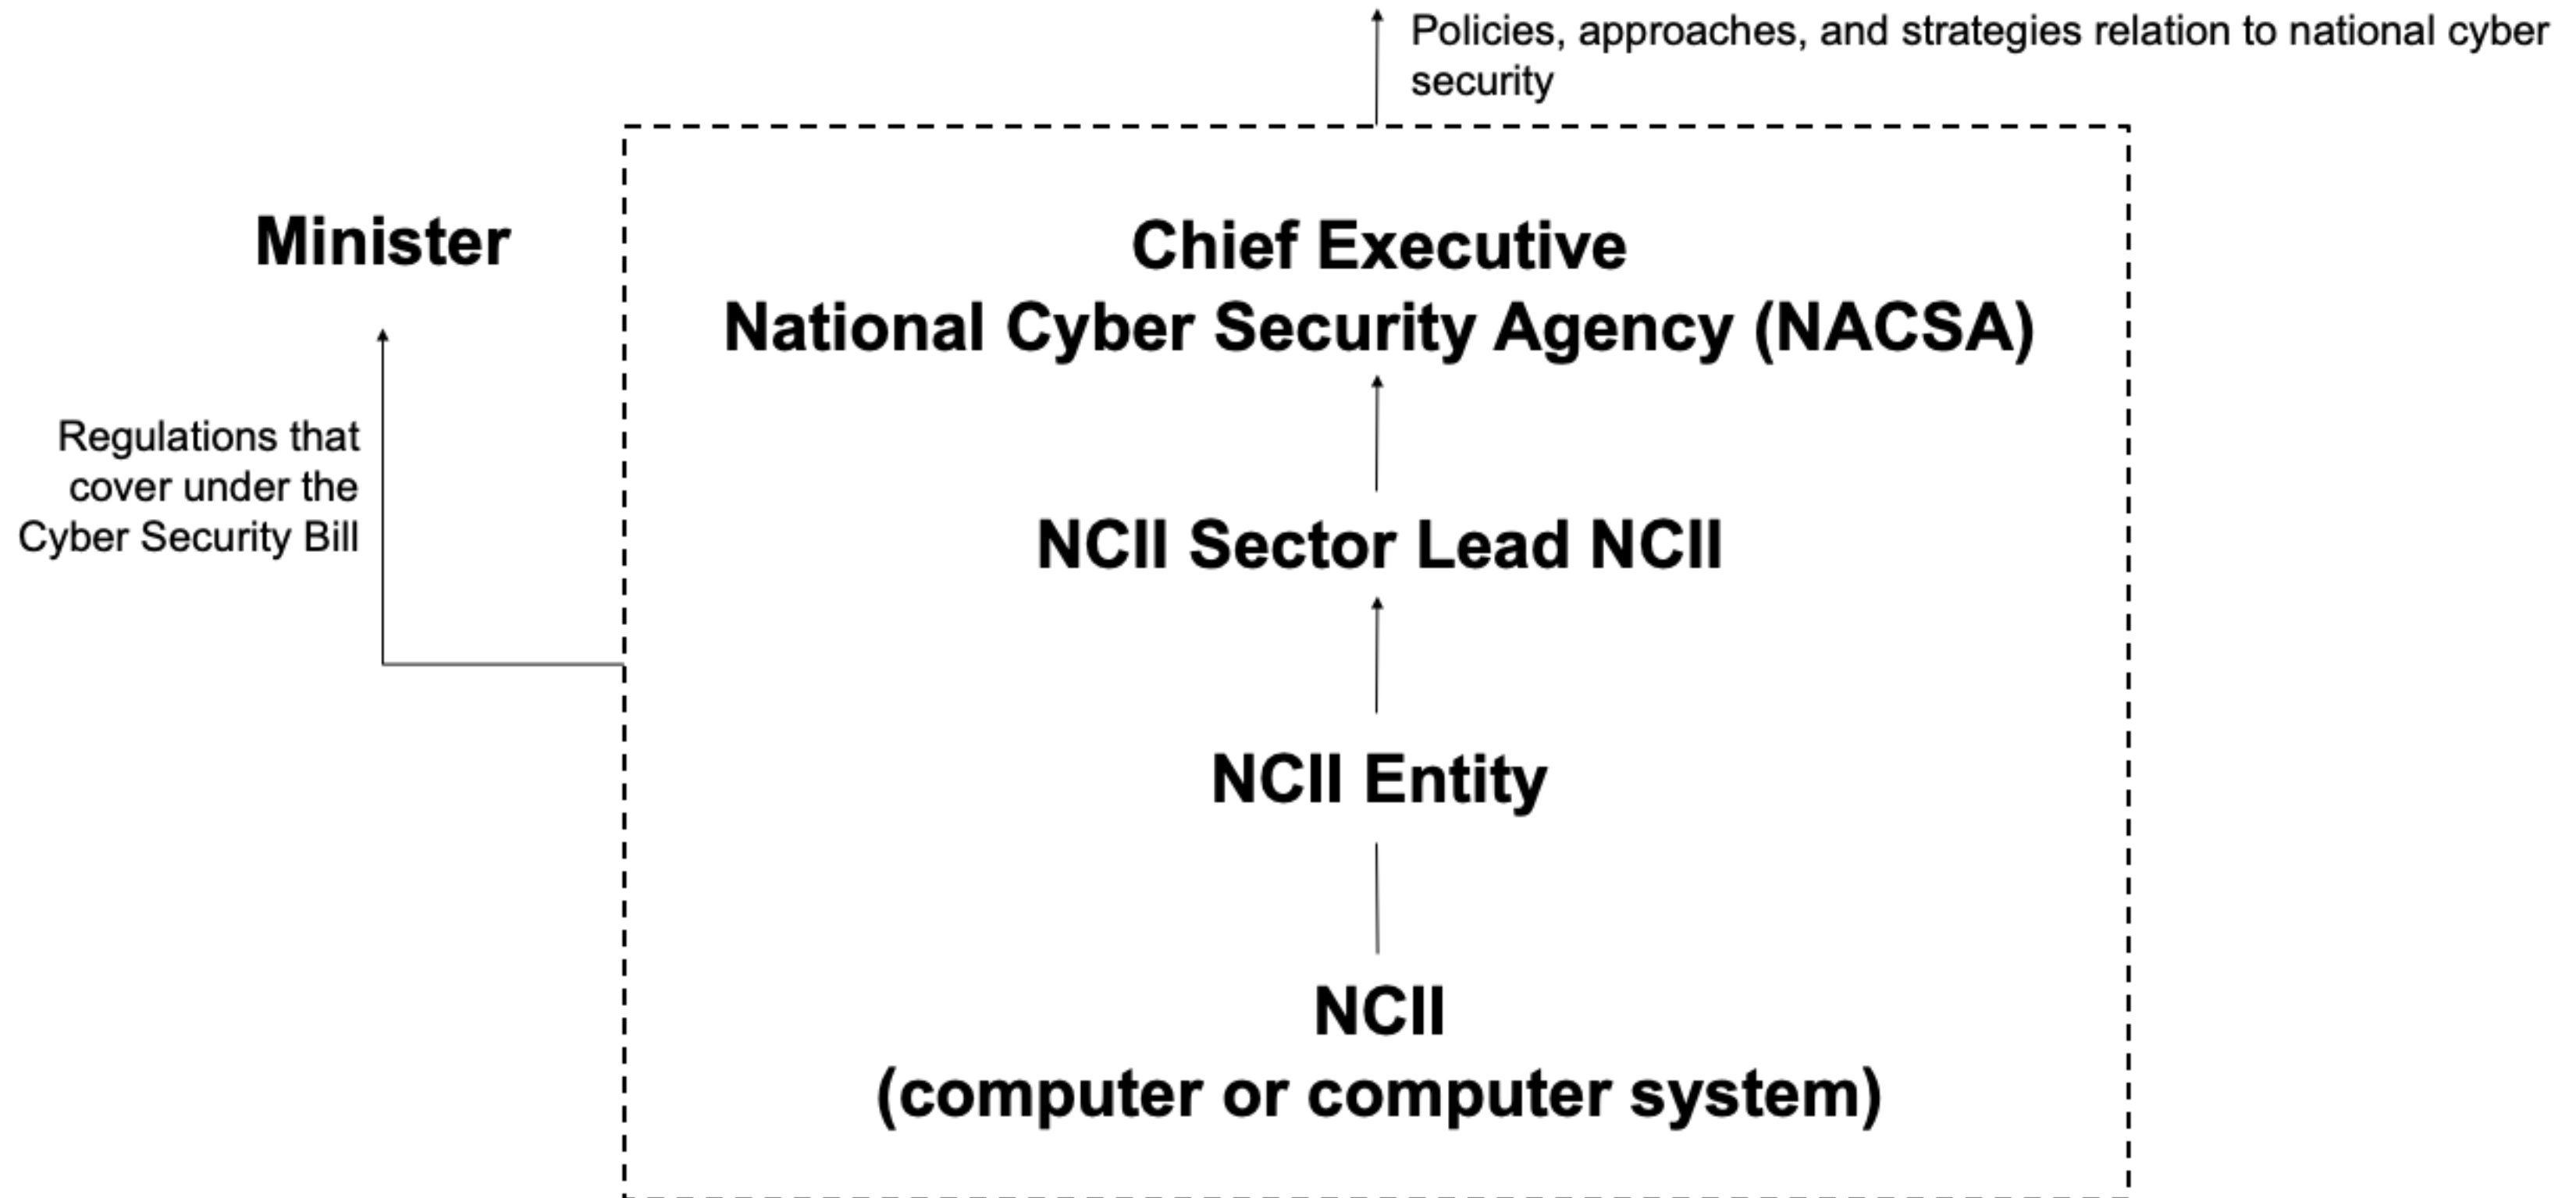 Policies, approaches, and strategies relation to national cyber
security
Minister
Chief Executive
National Cyber Security Agency (NACSA)
Regulations that
cover under the
Cyber Security Bill
NCII Sector Lead NCII
NCII Entity
NCII
(computer or computer system)